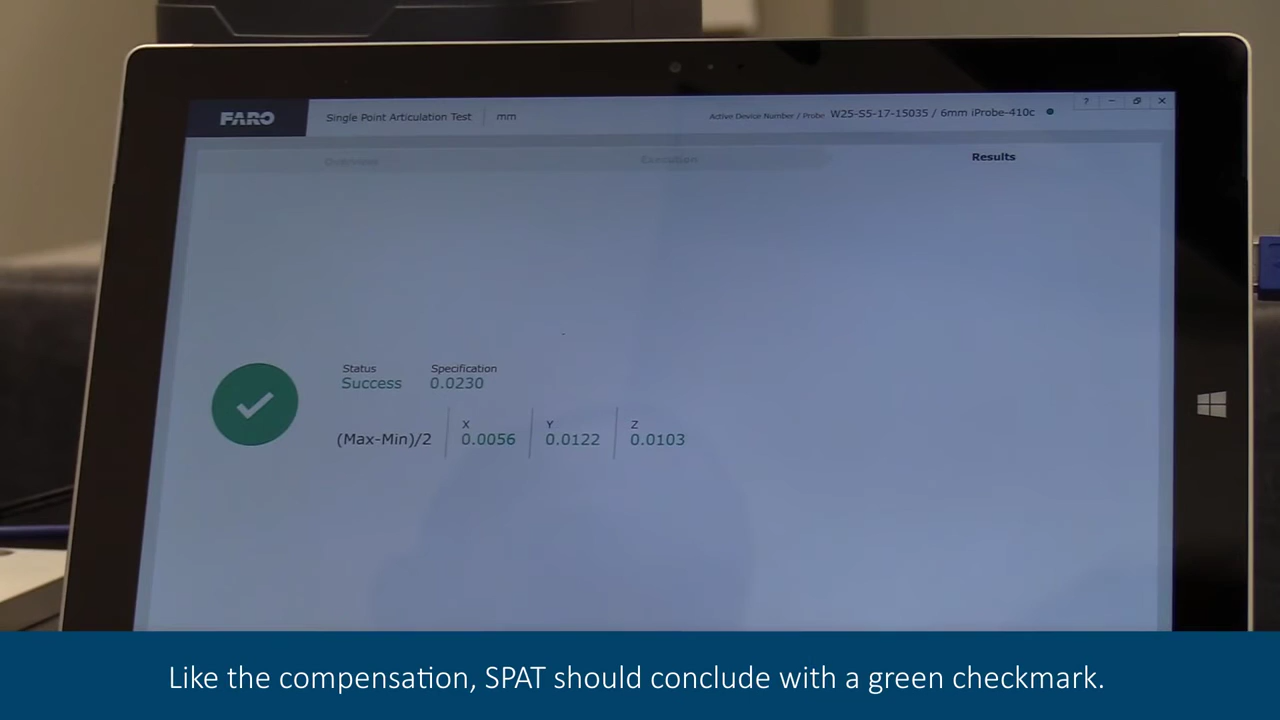 FARO
Single Point Articulation Test mm
Active Device Number / Probe W25-S5-17-15035 / 6mm iProbe-410c
? 
Overview Execution Results
Status Specification
Success 0.0230
X Y Z
(Max-Min)/2 0.0056 0.0122 0.0103
Like the compensation, SPAT should conclude with a green checkmark.